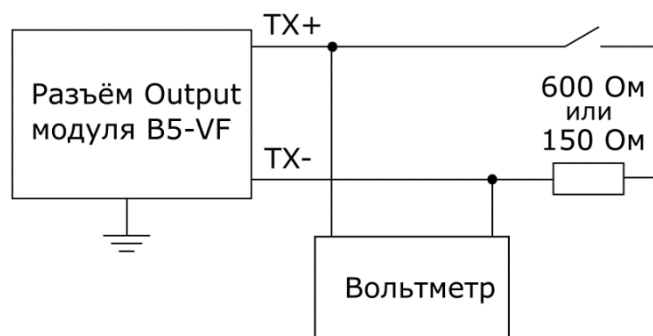 TX+
Разъём Output
модуля B5-VF
600 Ом
или
150 Ом
TX-
Вольтметр